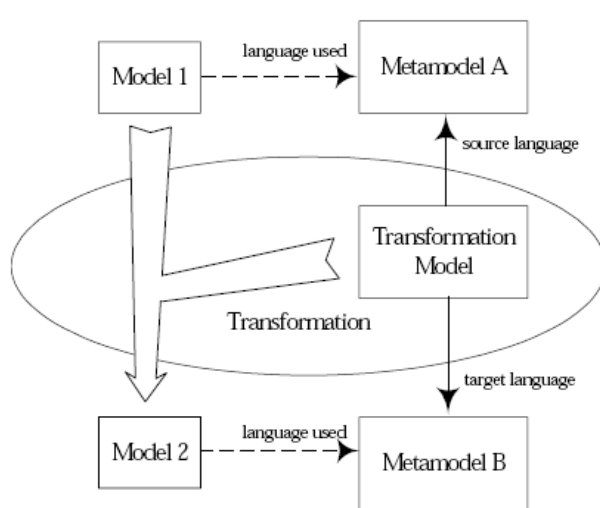 language used
Model 1
Metamodel A
source language
Transformation
Model
Transformation
target language
language used
Model 2
Metamodel B